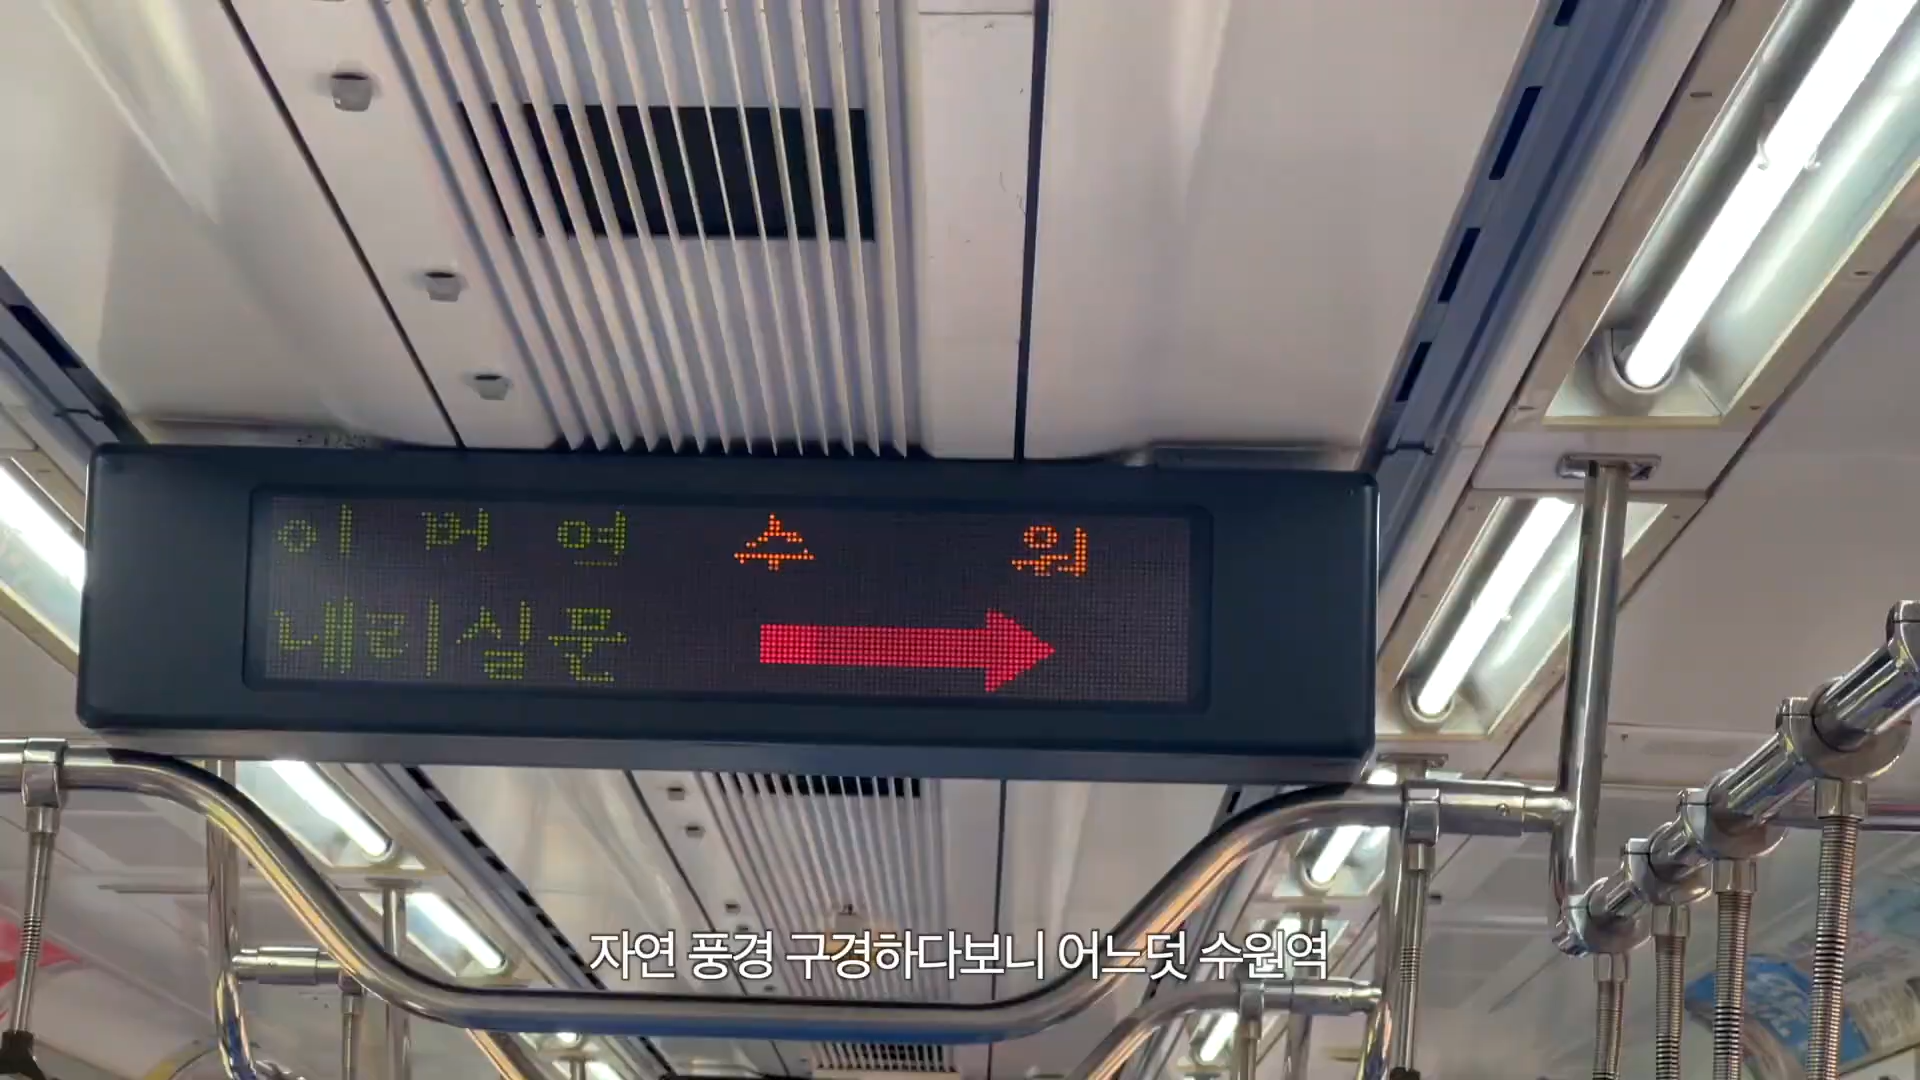 이번역 수 원
내리실문
자연 풍경 구경하다보니 어느덧 수원역